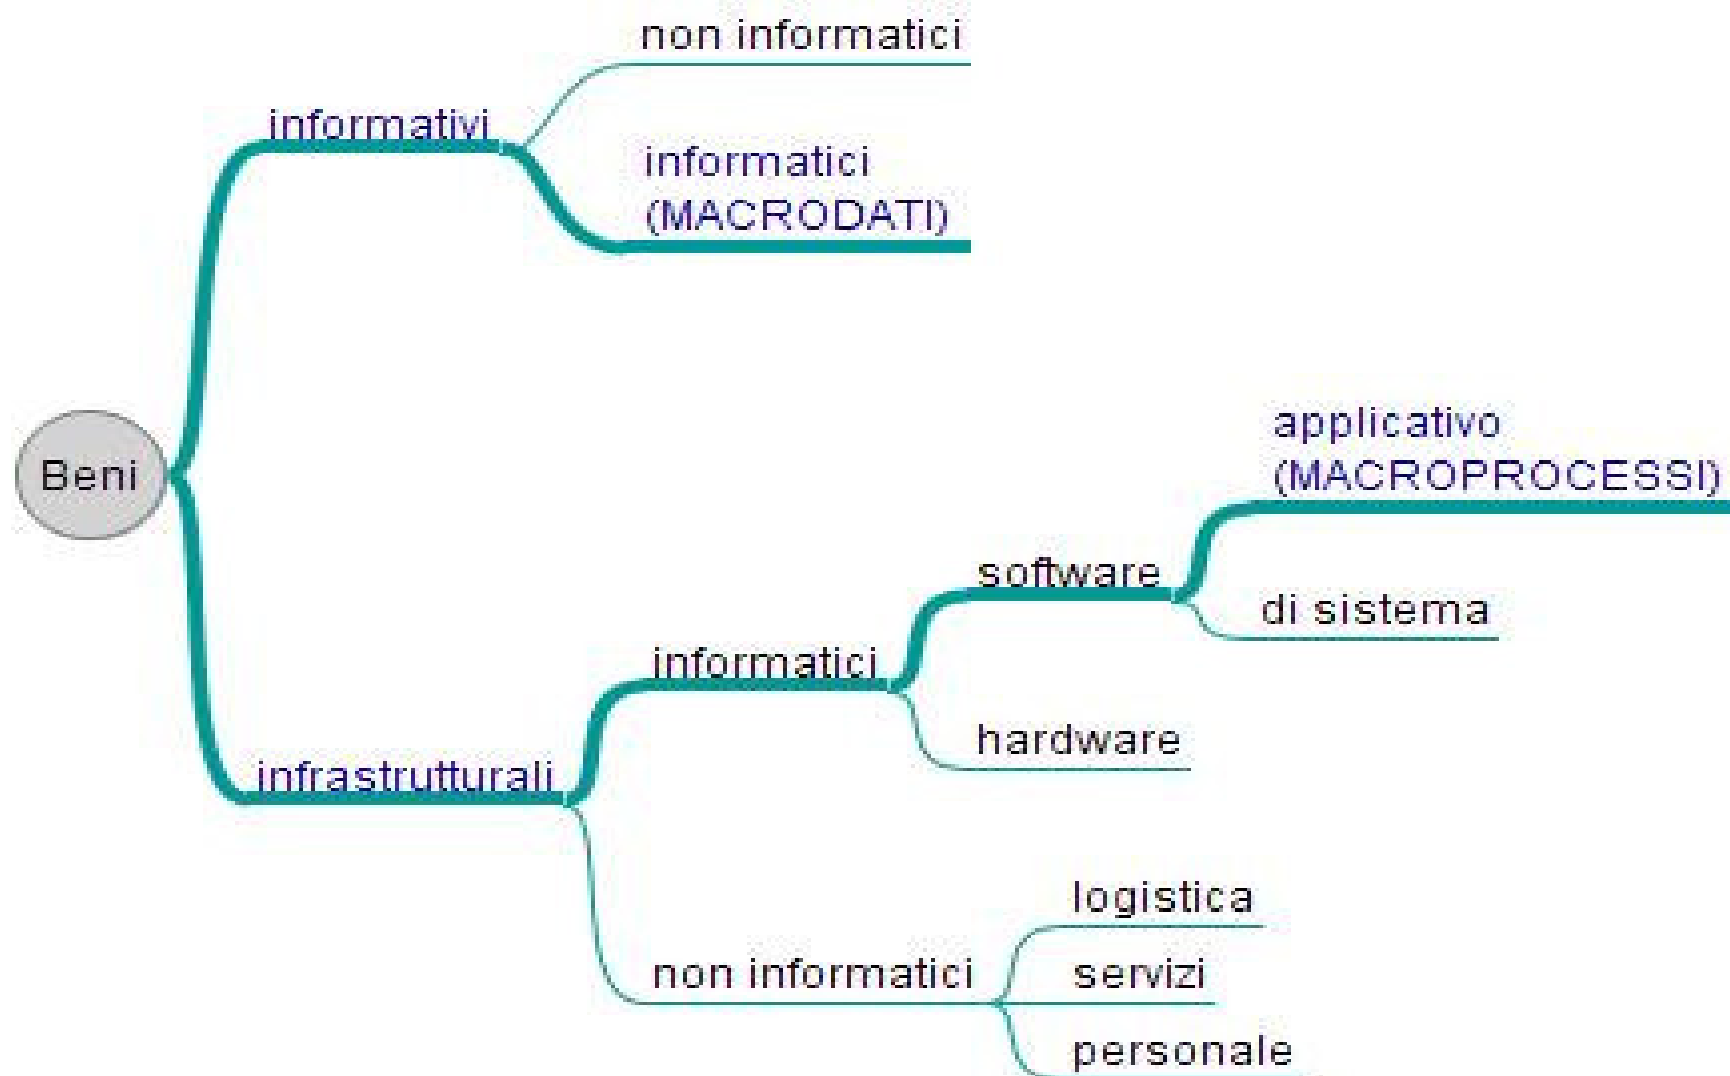 non informatici
informativi
informatici
(MACRODATI)
Beni
applicativo
(MACROPROCESSI)
software
di sistema
informatici
hardware
infrastrutturali
logistica
non informatici
servizi
personale